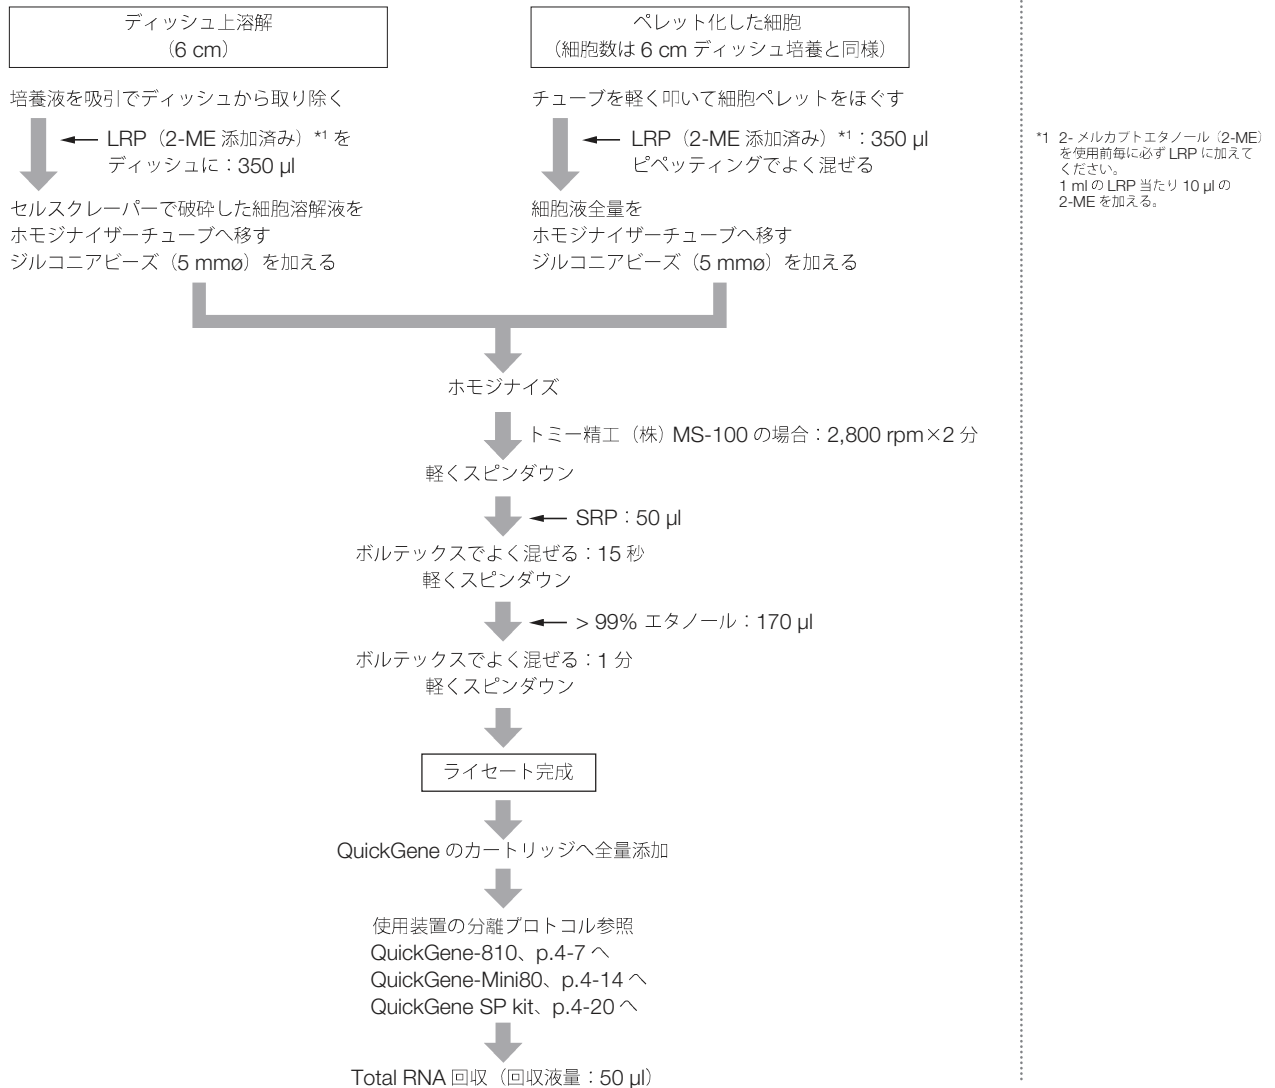 ディッシュ上溶解
（6 cm）
培養液を吸引でディッシュから取り除く
LRP（2-ME 添加済み）*1 を
ディッシュに：350 µl
セルスクレーパーで破砕した細胞溶解液を
ホモジナイザーチューブへ移す
ジルコニアビーズ（5 mmø）を加える
ペレット化した細胞
（細胞数は 6 cm ディッシュ培養と同様）
チューブを軽く叩いて細胞ペレットをほぐす
LRP（2-ME 添加済み）*1：350 µl
ピペッティングでよく混ぜる
細胞液全量を
ホモジナイザーチューブへ移す
ジルコニアビーズ（5 mmø）を加える
ホモジナイズ
トミー精工（株）MS-100 の場合：2,800 rpm×2 分
軽くスピンダウン
SRP：50 µl
ボルテックスでよく混ぜる：15 秒
軽くスピンダウン
> 99% エタノール：170 µl
ボルテックスでよく混ぜる：1 分
軽くスピンダウン
ライセート完成
QuickGene のカートリッジへ全量添加
使用装置の分離プロトコル参照
QuickGene-810、p.4-7 へ
QuickGene-Mini80、p.4-14 へ
QuickGene SP kit、p.4-20 へ
Total RNA 回収（回収液量：50 µl）
*1 2- メルカプトエタノール（2-ME）
を使用前毎に必ず LRP に加えて
ください。
1 ml の LRP 当たり 10 µl の
2-ME を加える。